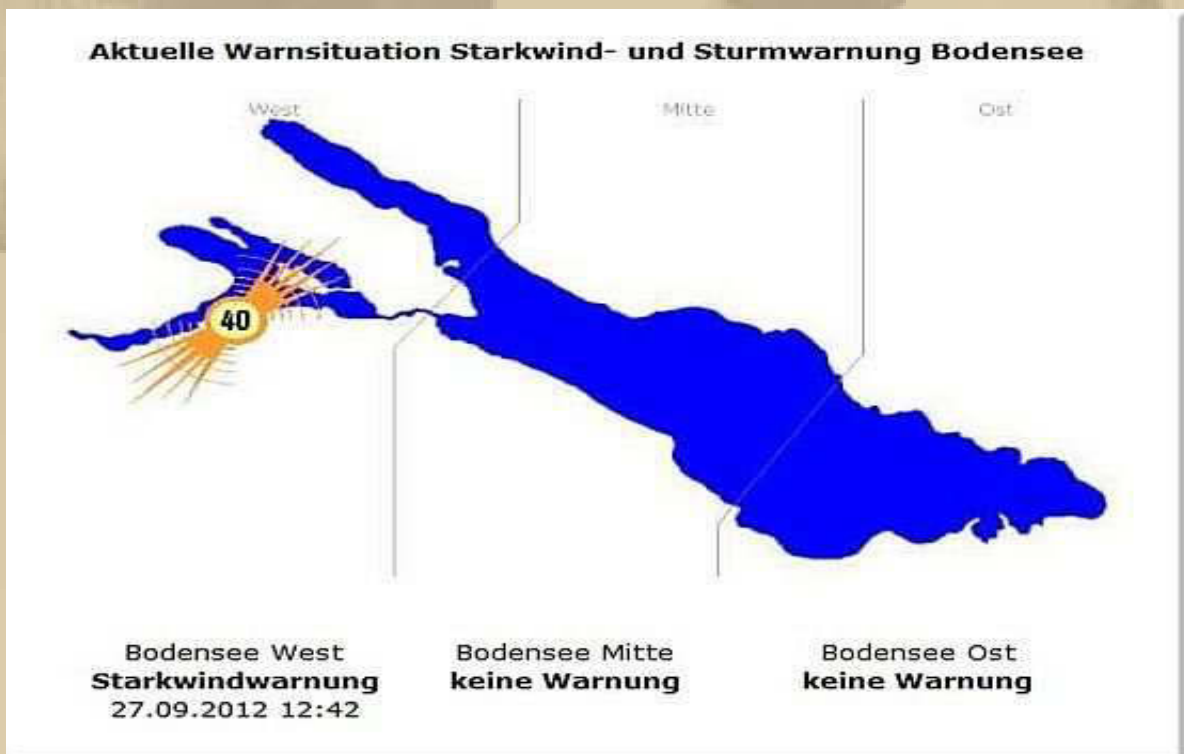 Aktuelle Warnsituation Starkwind- und Sturmwarnung Bodensee
West
Mitte
Ost
40
Bodensee West
Starkwindwarnung
27.09.2012 12:42
Bodensee Mitte
keine Warnung
Bodensee Ost
keine Warnung